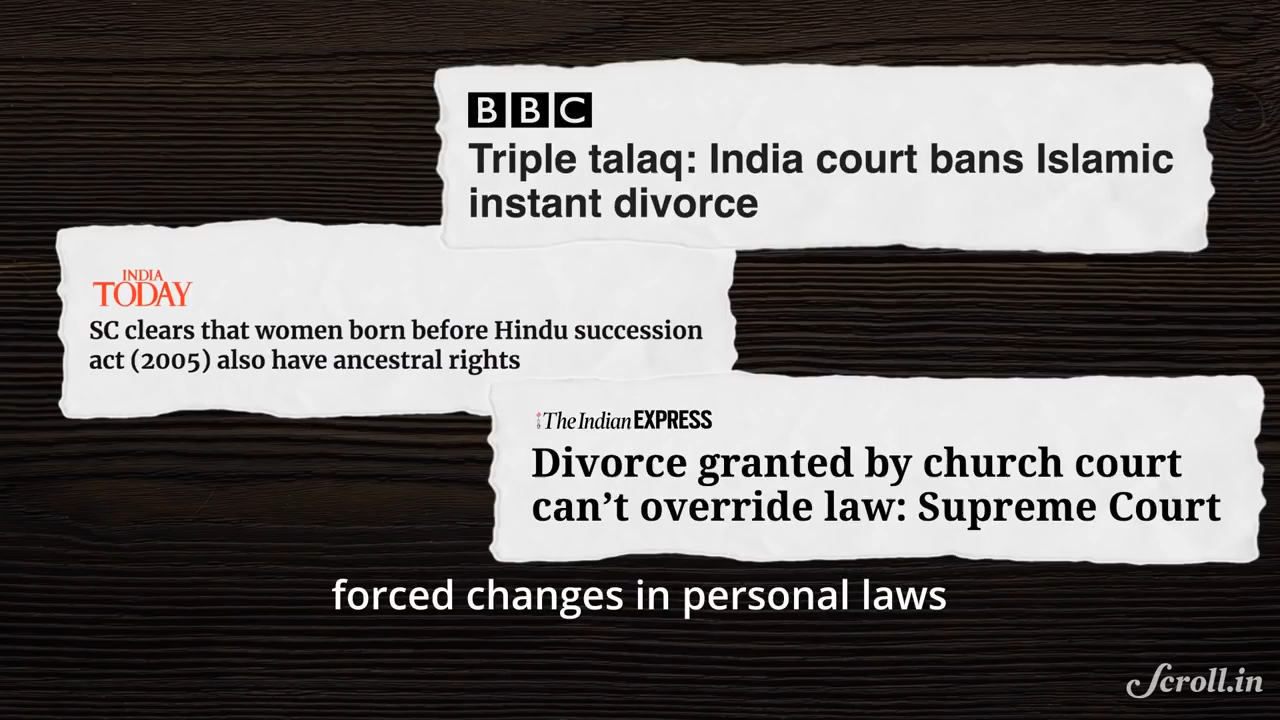 BBC
Triple talaq: India court bans Islamic
instant divorce
INDIA
TODAY
SC clears that women born before Hindu succession
act (2005) also have ancestral rights
The Indian EXPRESS
Divorce granted by church court
can’t override law: Supreme Court
forced changes in personal laws
Scroll.in